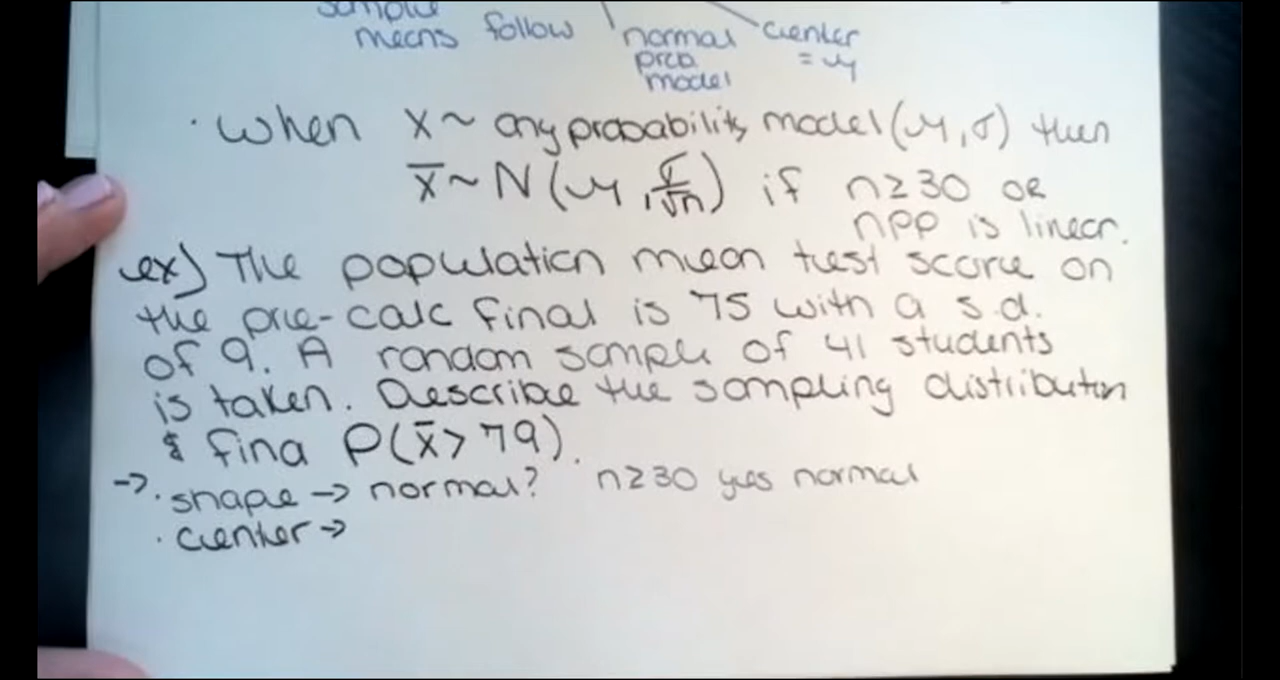 sample
means follow normal center
prob. = μ
model
· When X ~ any probability model (μ, σ) then
x̄ ~ N(μ, σ/√n) if n ≥ 30 or
npp is linear.
ex) The population mean test score on
the pre-calc final is 75 with a s.d.
of 9. A random sample of 41 students
is taken. Describe the sampling distribution
& find P(x̄ > 79).
→ · shape → normal? n ≥ 30 yes normal
· center →